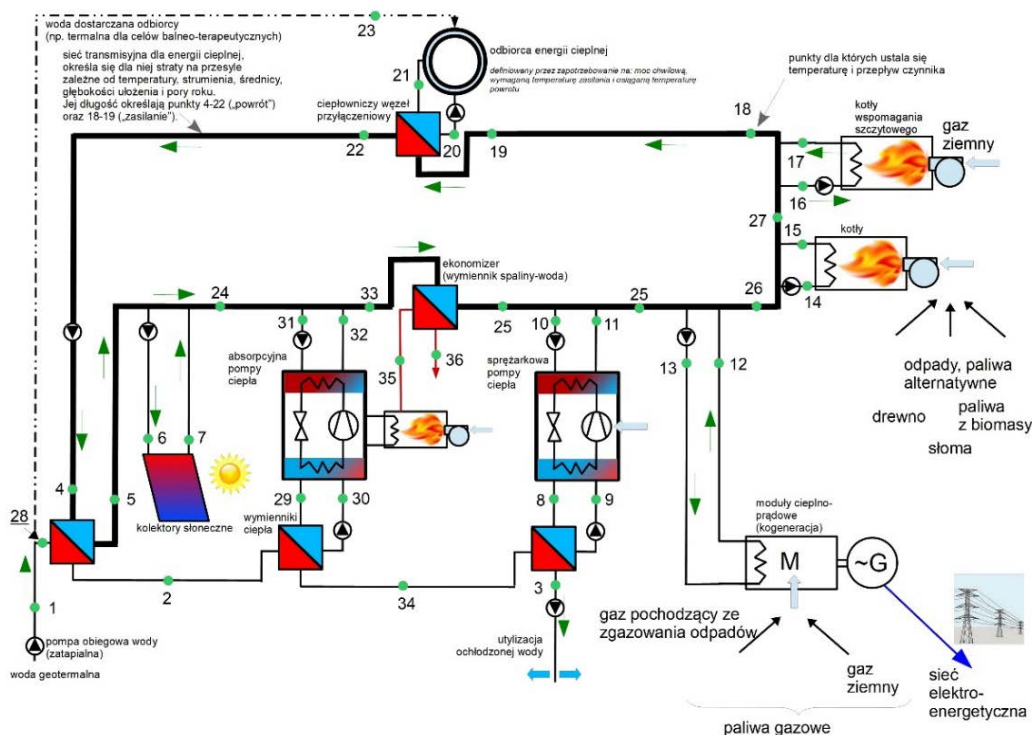 woda dostarczana odbiorcy
(np. termalna dla celów balneo-terapeutycznych)
23
sieć transmisyjna dla energii cieplnej,
określa się dla niej straty na przesyle
zależne od temperatury, strumienia, średnicy,
głębokości ułożenia i pory roku.
Jej długość określają punkty 4-22 („powrót")
oraz 18-19 („zasilanie").
odbiorca energii cieplnej
definiowany przez zapotrzebowanie na: moc chwilową,
wymaganą temperaturę zasilania i osiąganą temperaturę
powrotu
21
ciepłowniczy węzeł
przyłączeniowy
22
20
19
punkty dla których ustala się
temperaturę i przepływ czynnika
18
kotły
wspomagania
szczytowego
gaz
ziemny
17
16
27
15
kotły
14
26
24
33
ekonomizer
(wymiennik spaliny-woda)
25
25
31
32
absorpcyjna
pompy
ciepła
35
36
10
11
sprężarkowa
pompy
ciepła
13
12
odpady, paliwa
alternatywne
drewno
paliwa
z biomasy
słoma
6
7
4
5
28
kolektory słoneczne
29
30
wymienniki
ciepła
8
9
moduły cieplno-
prądowe
(kogeneracja)
M
~G
1
2
34
3
pompa obiegowa wody
(zatapialna)
woda geotermalna
utylizacja
ochłodzonej wody
gaz pochodzący ze
zgazowania odpadów
gaz
ziemny
paliwa gazowe
sieć
elektro-
energetyczna